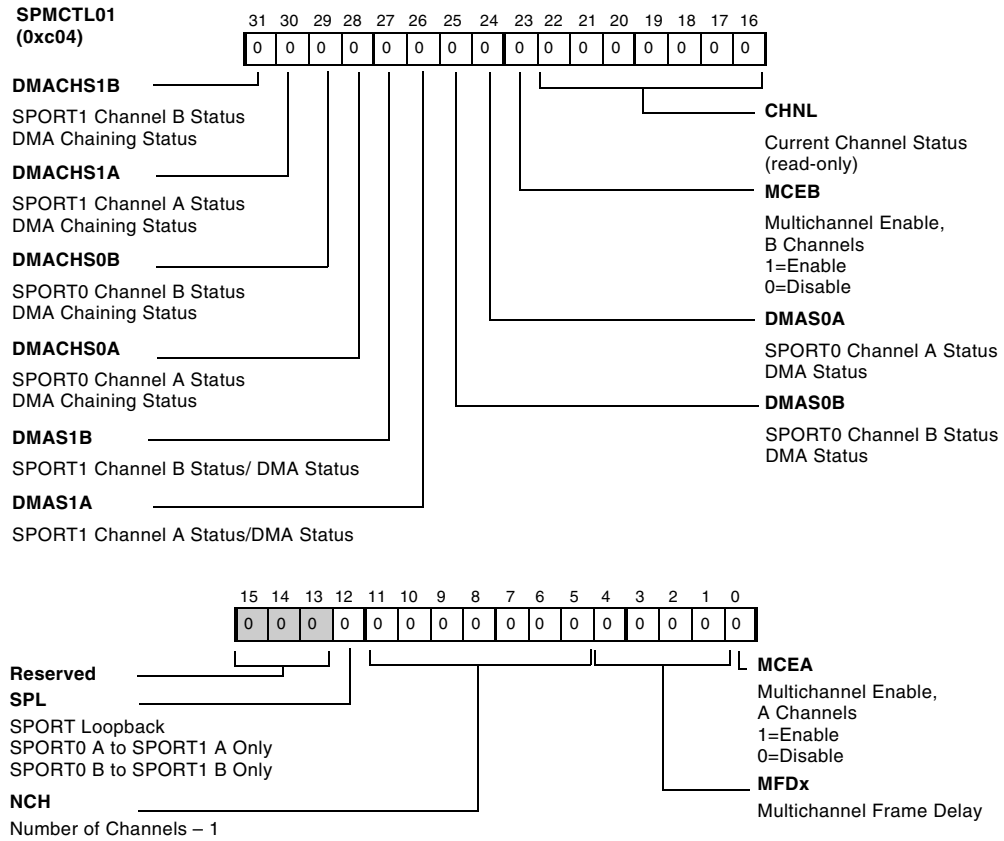 SPMCTL01
(0xc04)
31 30 29 28 27 26 25 24 23 22 21 20 19 18 17 16
0 0 0 0 0 0 0 0 0 0 0 0 0 0 0 0
DMACHS1B
SPORT1 Channel B Status
DMA Chaining Status
DMACHS1A
SPORT1 Channel A Status
DMA Chaining Status
DMACHS0B
SPORT0 Channel B Status
DMA Chaining Status
DMACHS0A
SPORT0 Channel A Status
DMA Chaining Status
DMAS1B
SPORT1 Channel B Status/ DMA Status
DMAS1A
SPORT1 Channel A Status/DMA Status
CHNL
Current Channel Status
(read-only)
MCEB
Multichannel Enable,
B Channels
1=Enable
0=Disable
DMAS0A
SPORT0 Channel A Status
DMA Status
DMAS0B
SPORT0 Channel B Status
DMA Status
15 14 13 12 11 10 9 8 7 6 5 4 3 2 1 0
0 0 0 0 0 0 0 0 0 0 0 0 0 0 0 0
Reserved
SPL
SPORT Loopback
SPORT0 A to SPORT1 A Only
SPORT0 B to SPORT1 B Only
NCH
Number of Channels – 1
MCEA
Multichannel Enable,
A Channels
1=Enable
0=Disable
MFDx
Multichannel Frame Delay